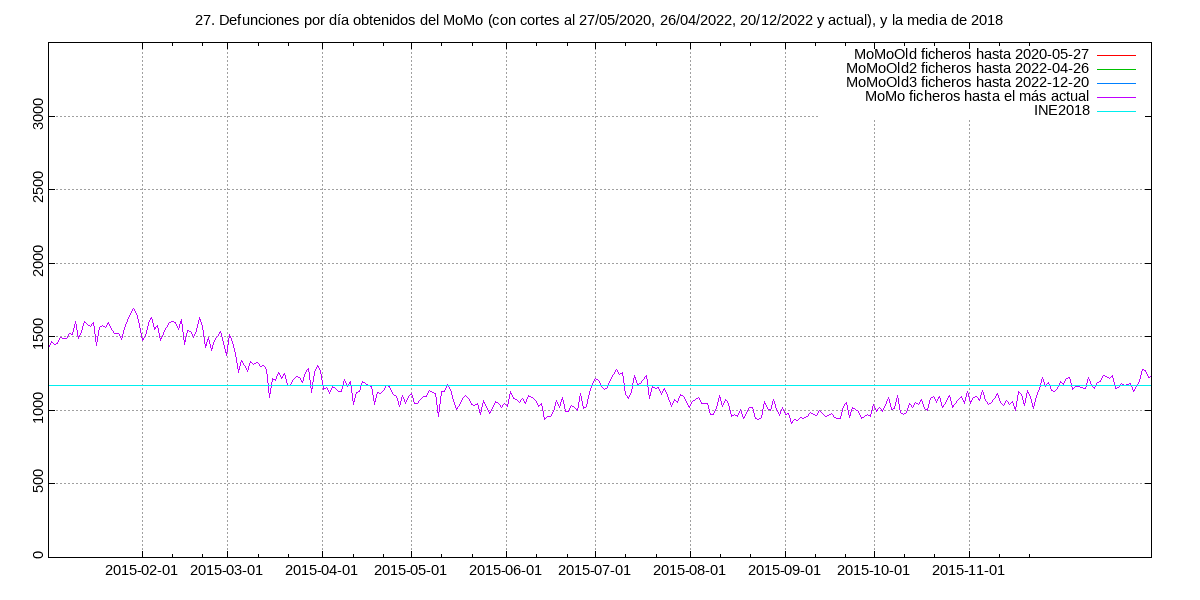 27. Defunciones por día obtenidos del MoMo (con cortes al 27/05/2020, 26/04/2022, 20/12/2022 y actual), y la media de 2018
MoMoOld ficheros hasta 2020-05-27
MoMoOld2 ficheros hasta 2022-04-26
MoMoOld3 ficheros hasta 2022-12-20
MoMo ficheros hasta el más actual
INE2018
3000
2500
2000
1500
1000
500
0
2015-02-01 2015-03-01 2015-04-01 2015-05-01 2015-06-01 2015-07-01 2015-08-01 2015-09-01 2015-10-01 2015-11-01